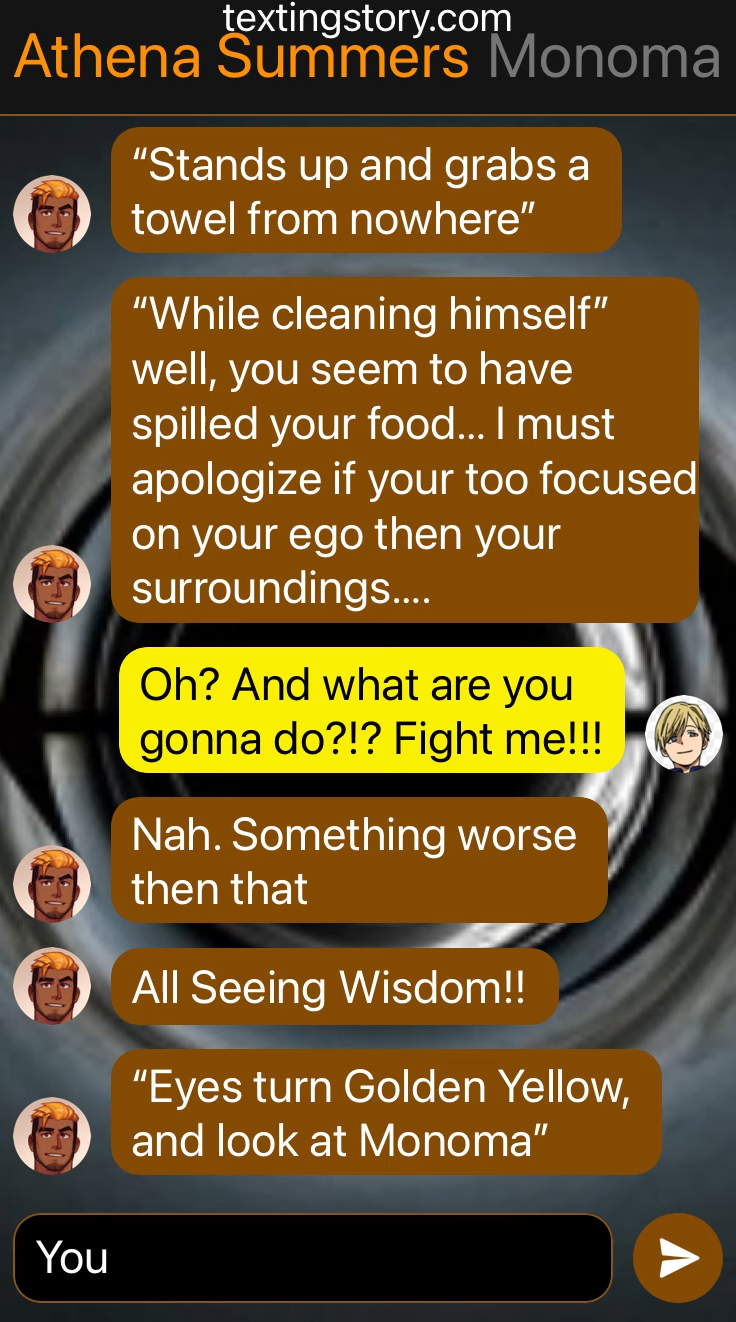 textingstory.com
Athena Summers Monoma
“Stands up and grabs a
towel from nowhere”
“While cleaning himself”
well, you seem to have
spilled your food... I must
apologize if your too focused
on your ego then your
surroundings....
Oh? And what are you
gonna do?!? Fight me!!!
Nah. Something worse
then that
All Seeing Wisdom!!
“Eyes turn Golden Yellow,
and look at Monoma”
You